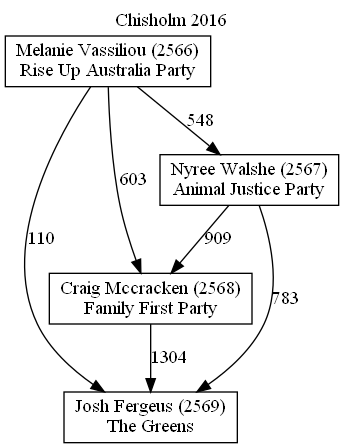 Chisholm 2016
Melanie Vassiliou (2566)
Rise Up Australia Party
548
Nyree Walshe (2567)
Animal Justice Party
603
110
909
Craig Mccracken (2568)
Family First Party
783
1304
Josh Fergeus (2569)
The Greens